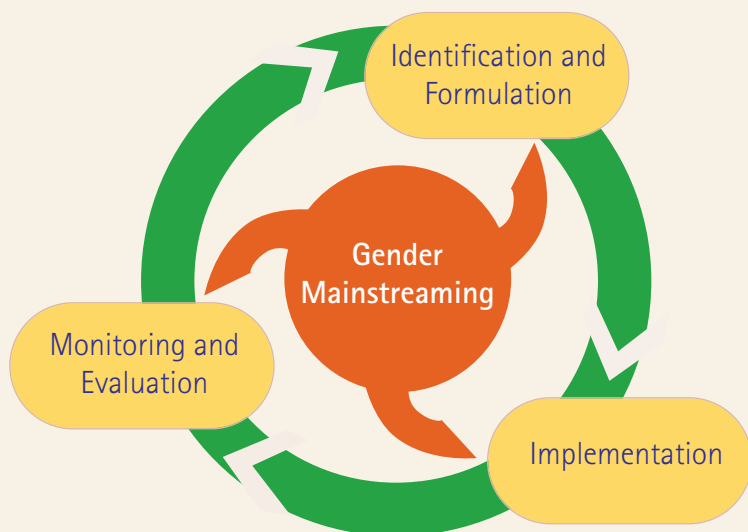 Identification and
Formulation
Gender
Mainstreaming
Monitoring and
Evaluation
Implementation